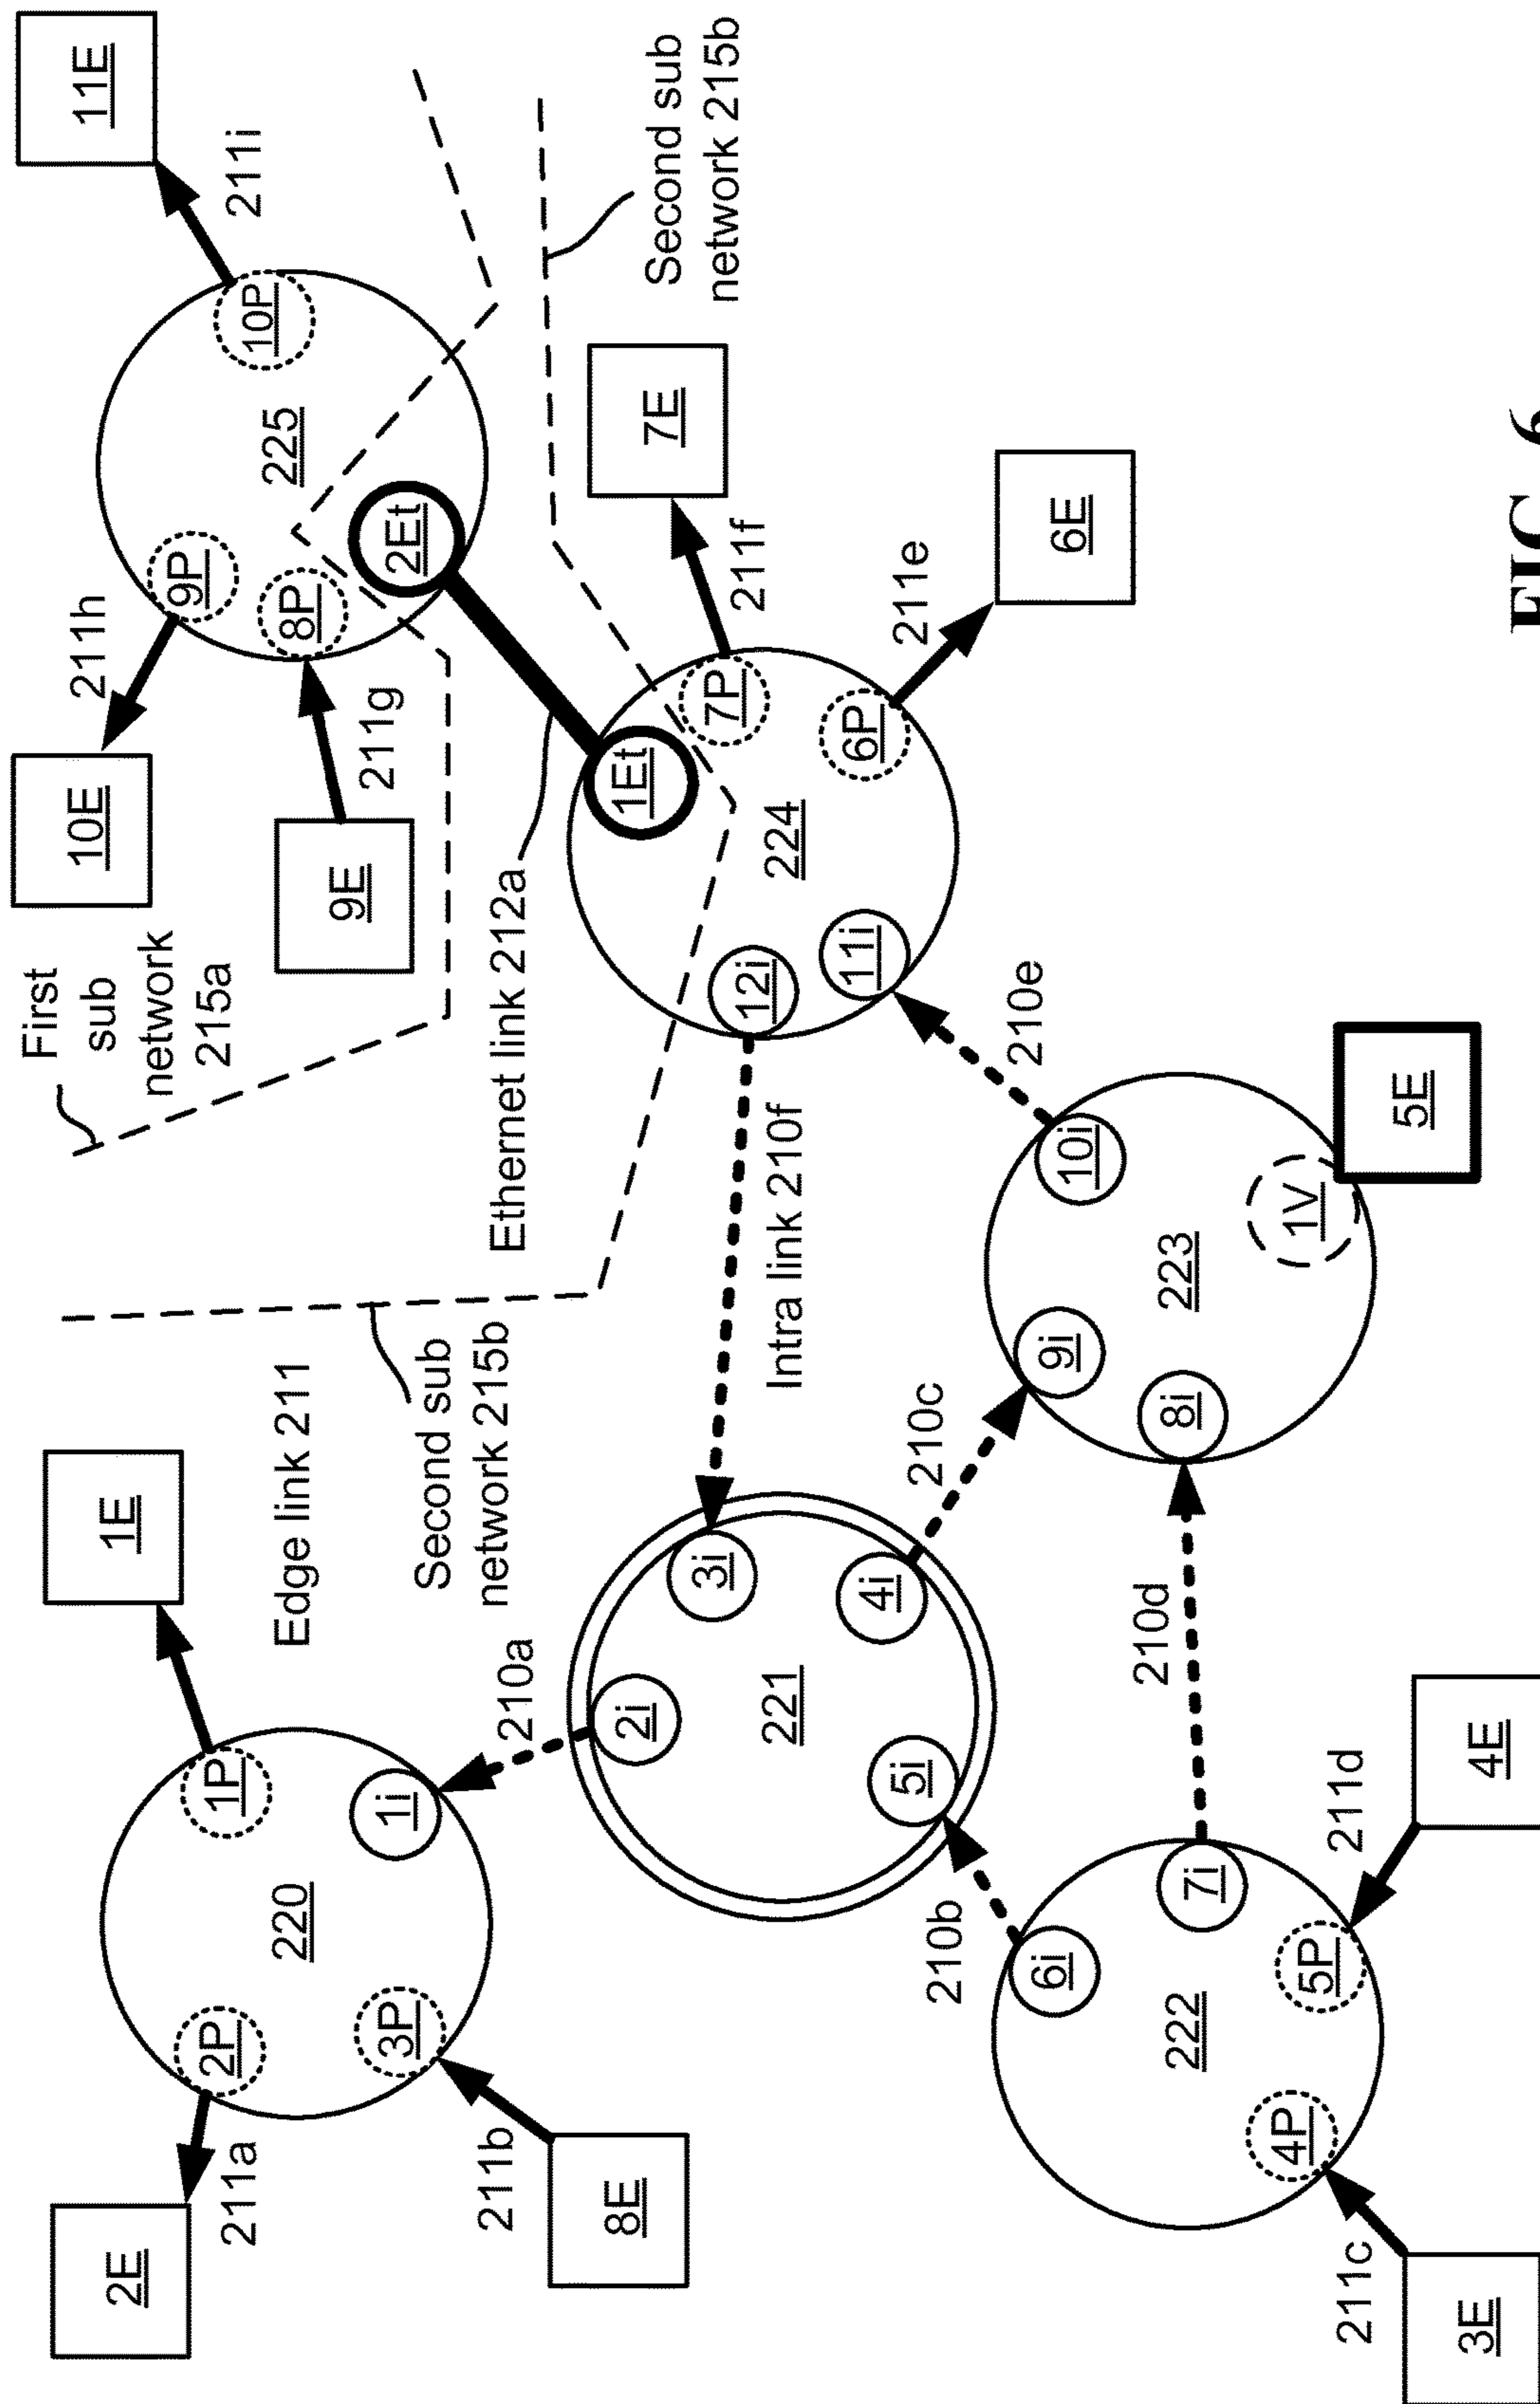 2E
1E
10E
11E
211a
2P
1P
211h
9P
10P
211i
220
First
sub
network
215a
8P
225
3P
1i
9E
211g
2Et
Edge link 211
Second sub
network 215b
8E
211b
210a
2i
3i
Ethernet link 212a
1Et
Second sub
network 215b
7E
221
5i
4i
Intra link 210f
12i
224
7P
211f
11i
6P
210b
210c
211e
6E
6i
9i
10i
210e
222
7i
210d
8i
223
4P
5P
1V
211c
211d
3E
4E
5E
FIG